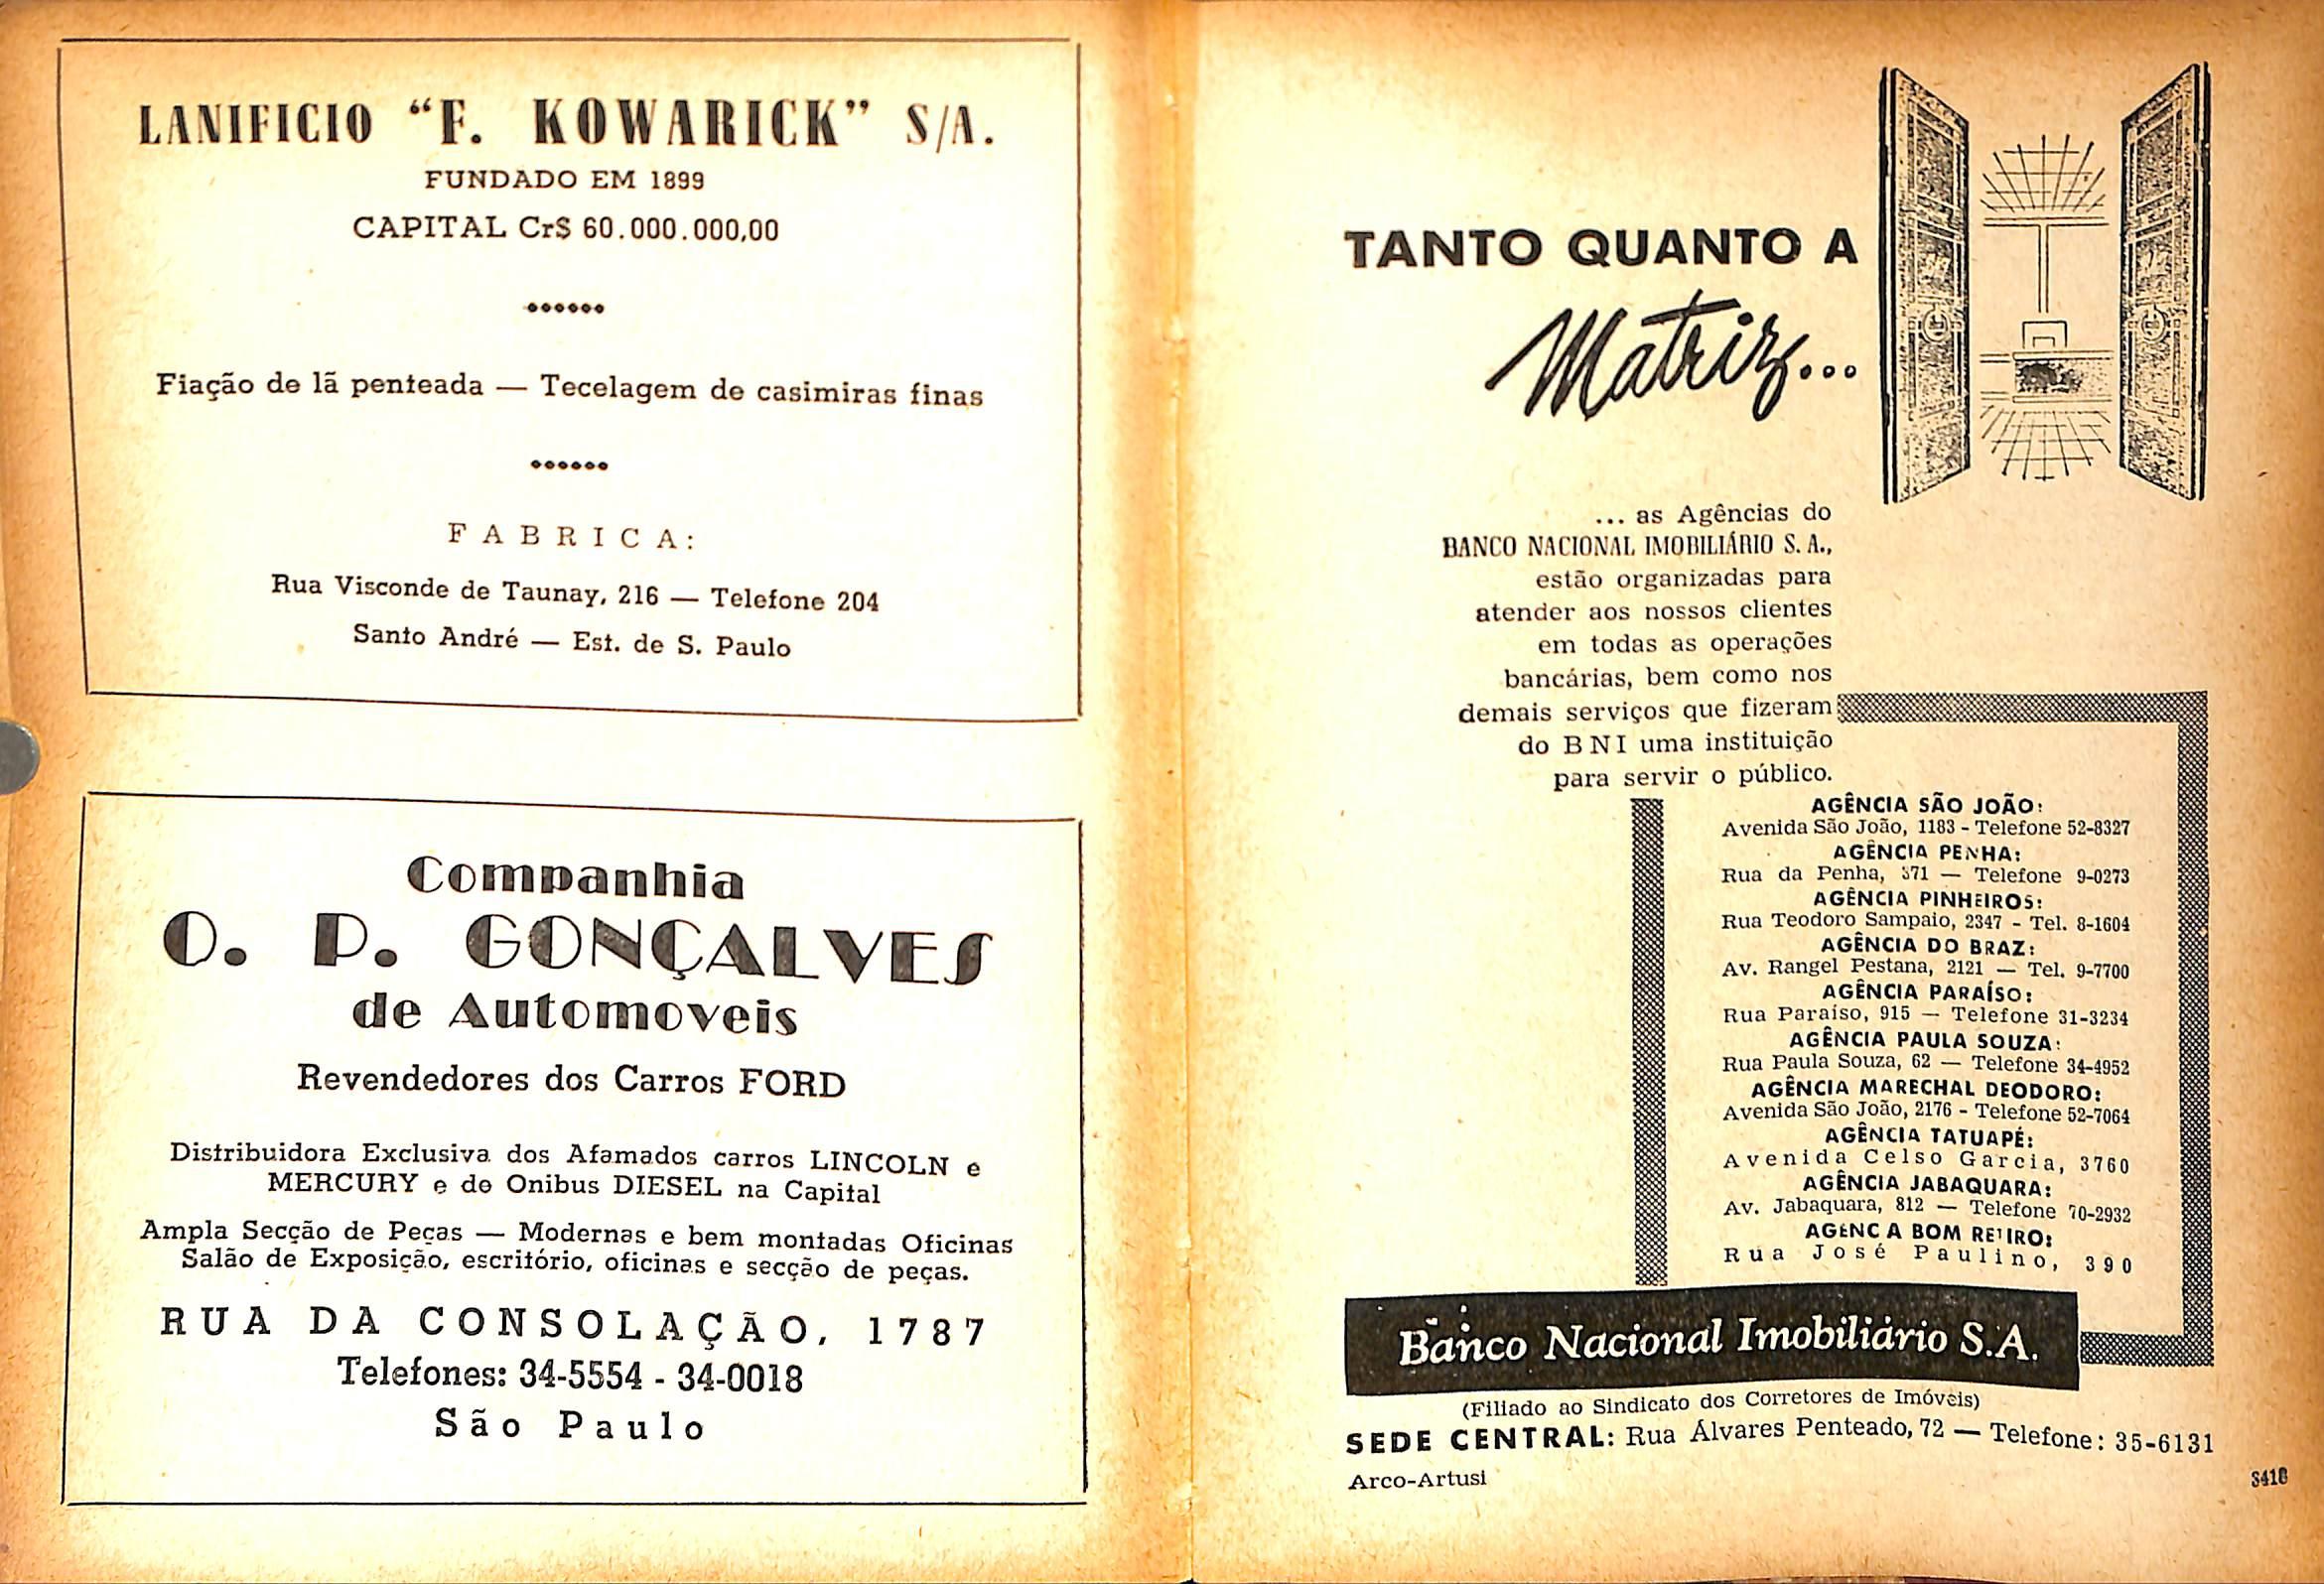 LANIFICIO "F. KOWARICK" S/A.
FUNDADO EM 1899
CAPITAL Cr$ 60.000.000,00
Fiação de lã penteada — Tecelagem de casimiras finas
FABRICA:
Rua Visconde de Taunay, 216 — Telefone 204
Santo André — Est. de S. Paulo
Companhia
O. P. GONÇALVES
de Automoveis
Revendedores dos Carros FORD
Distribuidora Exclusiva dos Afamados carros LINCOLN e
MERCURY e de Onibus DIESEL na Capital
Ampla Secção de Peças — Modernas e bem montadas Oficinas
Salão de Exposição, escritório, oficinas e secção de peças.
RUA DA CONSOLAÇÃO, 1787
Telefones: 34-5554 - 34-0018
São Paulo
TANTO QUANTO A
Matriz...
... as Agências do
BANCO NACIONAL IMOBILIÁRIO S. A.,
estão organizadas para
atender aos nossos clientes
em todas as operações
bancárias, bem como nos
demais serviços que fizeram
do BNI uma instituição
para servir o público.
AGÊNCIA SÃO JOÃO:
Avenida São João, 1183 - Telefone 52-8327
AGÊNCIA PENHA:
Rua da Penha, 371 — Telefone 9-0273
AGÊNCIA PINHEIROS:
Rua Teodoro Sampaio, 2347 - Tel. 8-1604
AGÊNCIA DO BRAZ:
Av. Rangel Pestana, 2121 — Tel. 9-7700
AGÊNCIA PARAÍSO:
Rua Paraíso, 915 — Telefone 31-3234
AGÊNCIA PAULA SOUZA:
Rua Paula Souza, 62 — Telefone 34-4952
AGÊNCIA MARECHAL DEODORO:
Avenida São João, 2176 - Telefone 52-7064
AGÊNCIA TATUAPÉ:
Avenida Celso Garcia, 3760
AGÊNCIA JABAQUARA:
Av. Jabaquara, 812 — Telefone 70-2932
AGÊNC A BOM RETIRO:
Rua José Paulino, 390
Banco Nacional Imobiliário S.A.
(Filiado ao Sindicato dos Corretores de Imóveis)
SEDE CENTRAL: Rua Álvares Penteado, 72 — Telefone: 35-6131
Arco-Artusi